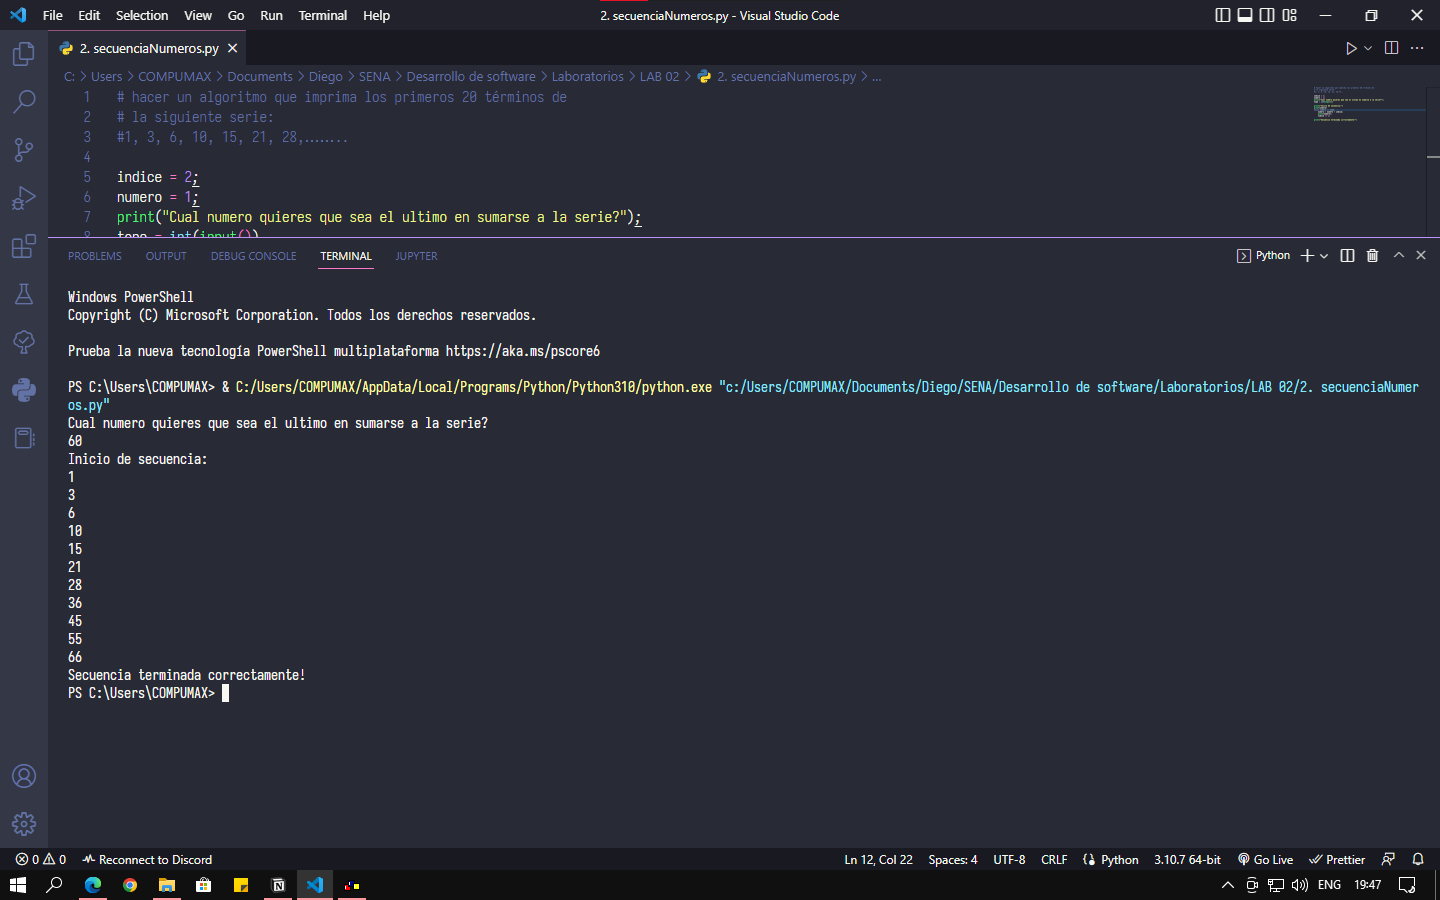 File Edit Selection View Go Run Terminal Help
2. secuenciaNumeros.py - Visual Studio Code
2. secuenciaNumeros.py
C: > Users > COMPUMAX > Documents > Diego > SENA > Desarrollo de software > Laboratorios > LAB 02 > 2. secuenciaNumeros.py > ...
1 # hacer un algoritmo que imprima los primeros 20 términos de
2 # la siguiente serie:
3 #1, 3, 6, 10, 15, 21, 28,........
4
5 indice = 2;
6 numero = 1;
7 print("Cual numero quieres que sea el ultimo en sumarse a la serie?");
8 tope = int(input())
PROBLEMS OUTPUT DEBUG CONSOLE TERMINAL JUPYTER
Python
Windows PowerShell
Copyright (C) Microsoft Corporation. Todos los derechos reservados.
Prueba la nueva tecnología PowerShell multiplataforma https://aka.ms/pscore6
PS C:\Users\COMPUMAX> & C:/Users/COMPUMAX/AppData/Local/Programs/Python/Python310/python.exe "c:/Users/COMPUMAX/Documents/Diego/SENA/Desarrollo de software/Laboratorios/LAB 02/2. secuenciaNumer
os.py"
Cual numero quieres que sea el ultimo en sumarse a la serie?
60
Inicio de secuencia:
1
3
6
10
15
21
28
36
45
55
66
Secuencia terminada correctamente!
PS C:\Users\COMPUMAX>
0 0 Reconnect to Discord
Ln 12, Col 22 Spaces: 4 UTF-8 CRLF Python 3.10.7 64-bit Go Live Prettier
ENG 19:47